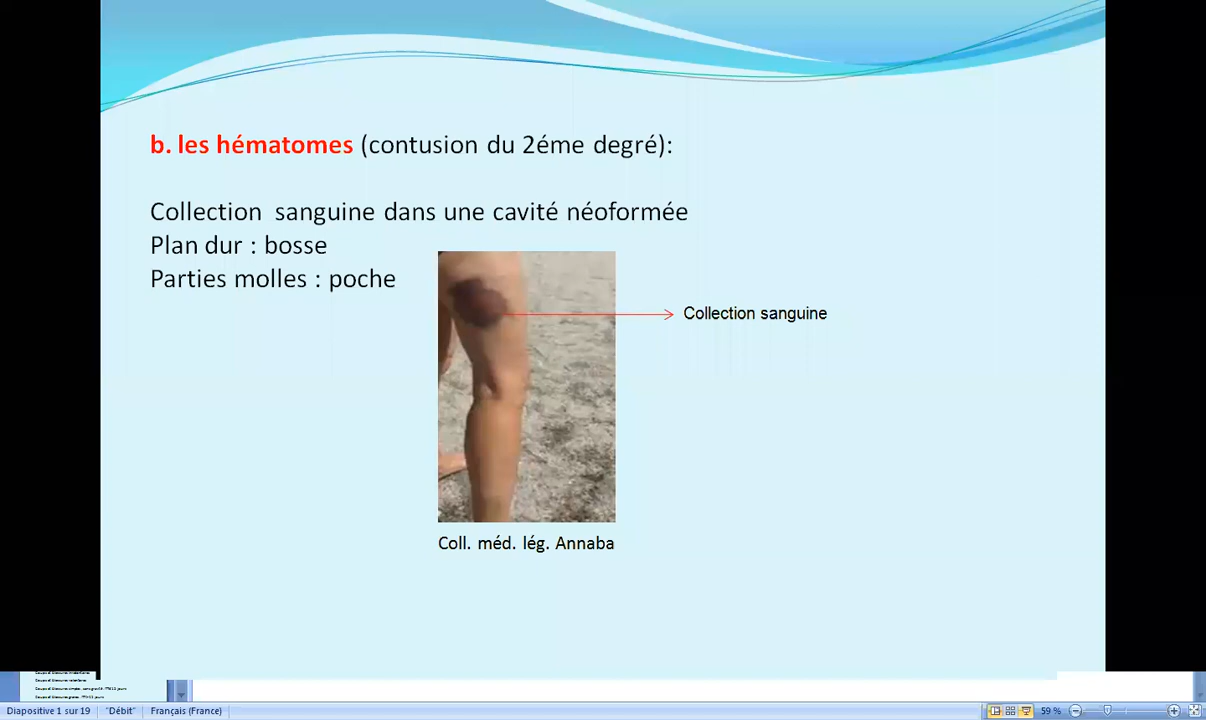 b. les hématomes (contusion du 2éme degré):
Collection sanguine dans une cavité néoformée
Plan dur : bosse
Parties molles : poche
Collection sanguine
Coll. méd. lég. Annaba
Diapositive 1 sur 19
"Débit"
Français (France)
59 %